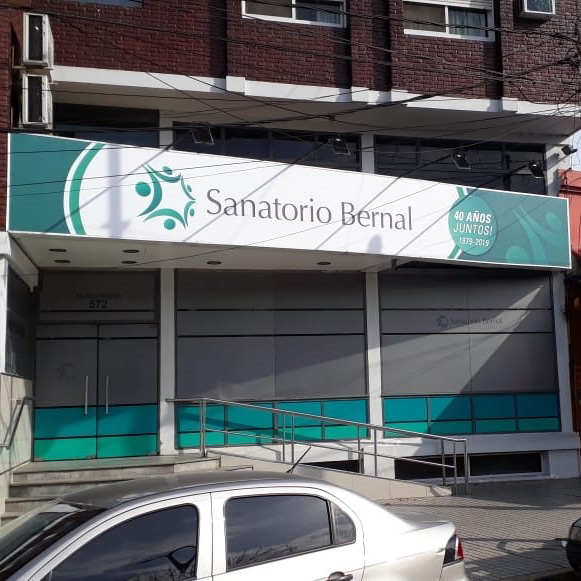 Sanatorio Bernal
40 AÑOS
JUNTOS!
1979-2019
572
Sanatorio Bernal